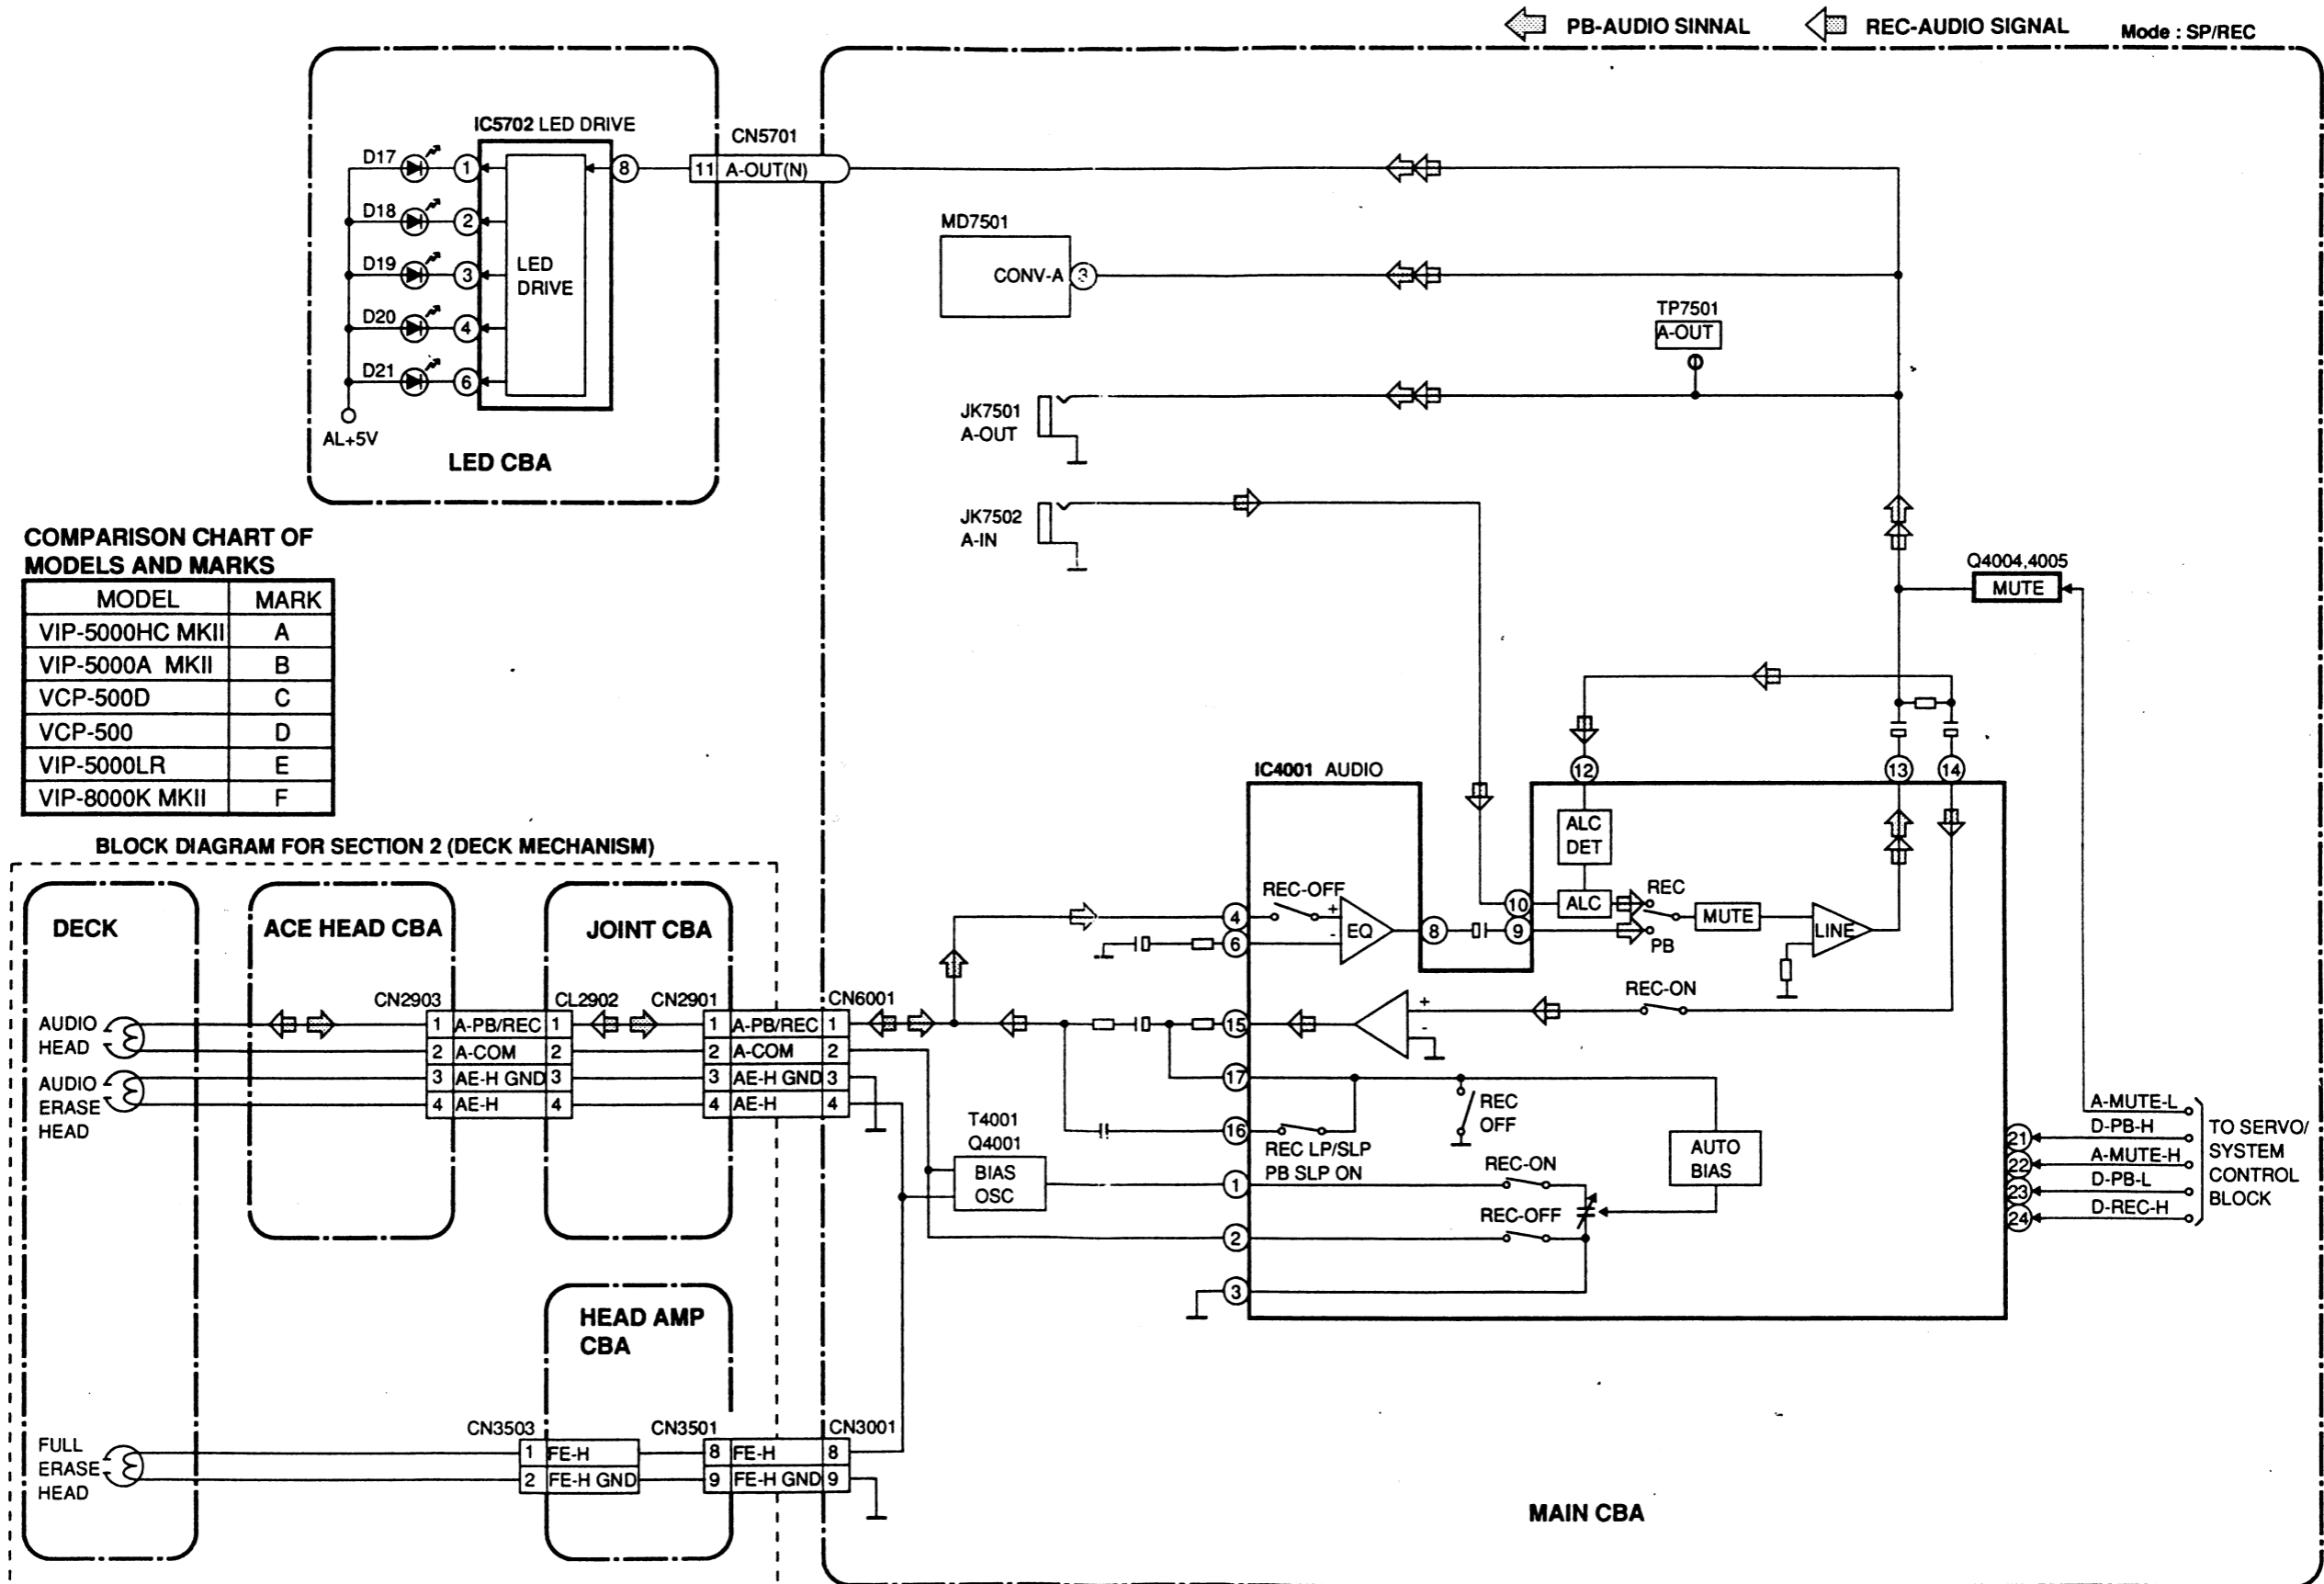 PB-AUDIO SINNAL
REC-AUDIO SIGNAL
Mode : SP/REC
IC5702 LED DRIVE
CN5701
D17
1
8
11 A-OUT(N)
D18
2
D19
3
LED
DRIVE
D20
4
D21
6
AL+5V
LED CBA
MD7501
CONV-A
3
TP7501
A-OUT
JK7501
A-OUT
JK7502
A-IN
COMPARISON CHART OF
MODELS AND MARKS
MODEL MARK
VIP-5000HC MKII A
VIP-5000A MKII B
VCP-500D C
VCP-500 D
VIP-5000LR E
VIP-8000K MKII F
Q4004,4005
MUTE
IC4001 AUDIO
12
13
14
ALC
DET
REC-OFF
4
+
-
EQ
6
8
9
10
ALC
REC
PB
MUTE
LINE
REC-ON
15
+
-
17
16
REC LP/SLP
PB SLP ON
REC
OFF
AUTO
BIAS
T4001
Q4001
BIAS
OSC
1
REC-ON
REC-OFF
2
3
A-MUTE-L
21 D-PB-H
22 A-MUTE-H
23 D-PB-L
24 D-REC-H
TO SERVO/
SYSTEM
CONTROL
BLOCK
BLOCK DIAGRAM FOR SECTION 2 (DECK MECHANISM)
DECK
ACE HEAD CBA
JOINT CBA
CN2903
CL2902
CN2901
CN6001
AUDIO
HEAD
AUDIO
ERASE
HEAD
1 A-PB/REC 1
2 A-COM 2
3 AE-H GND 3
4 AE-H 4
1 A-PB/REC 1
2 A-COM 2
3 AE-H GND 3
4 AE-H 4
HEAD AMP
CBA
CN3503
CN3501
CN3001
FULL
ERASE
HEAD
1 FE-H
2 FE-H GND
8 FE-H 8
9 FE-H GND 9
MAIN CBA